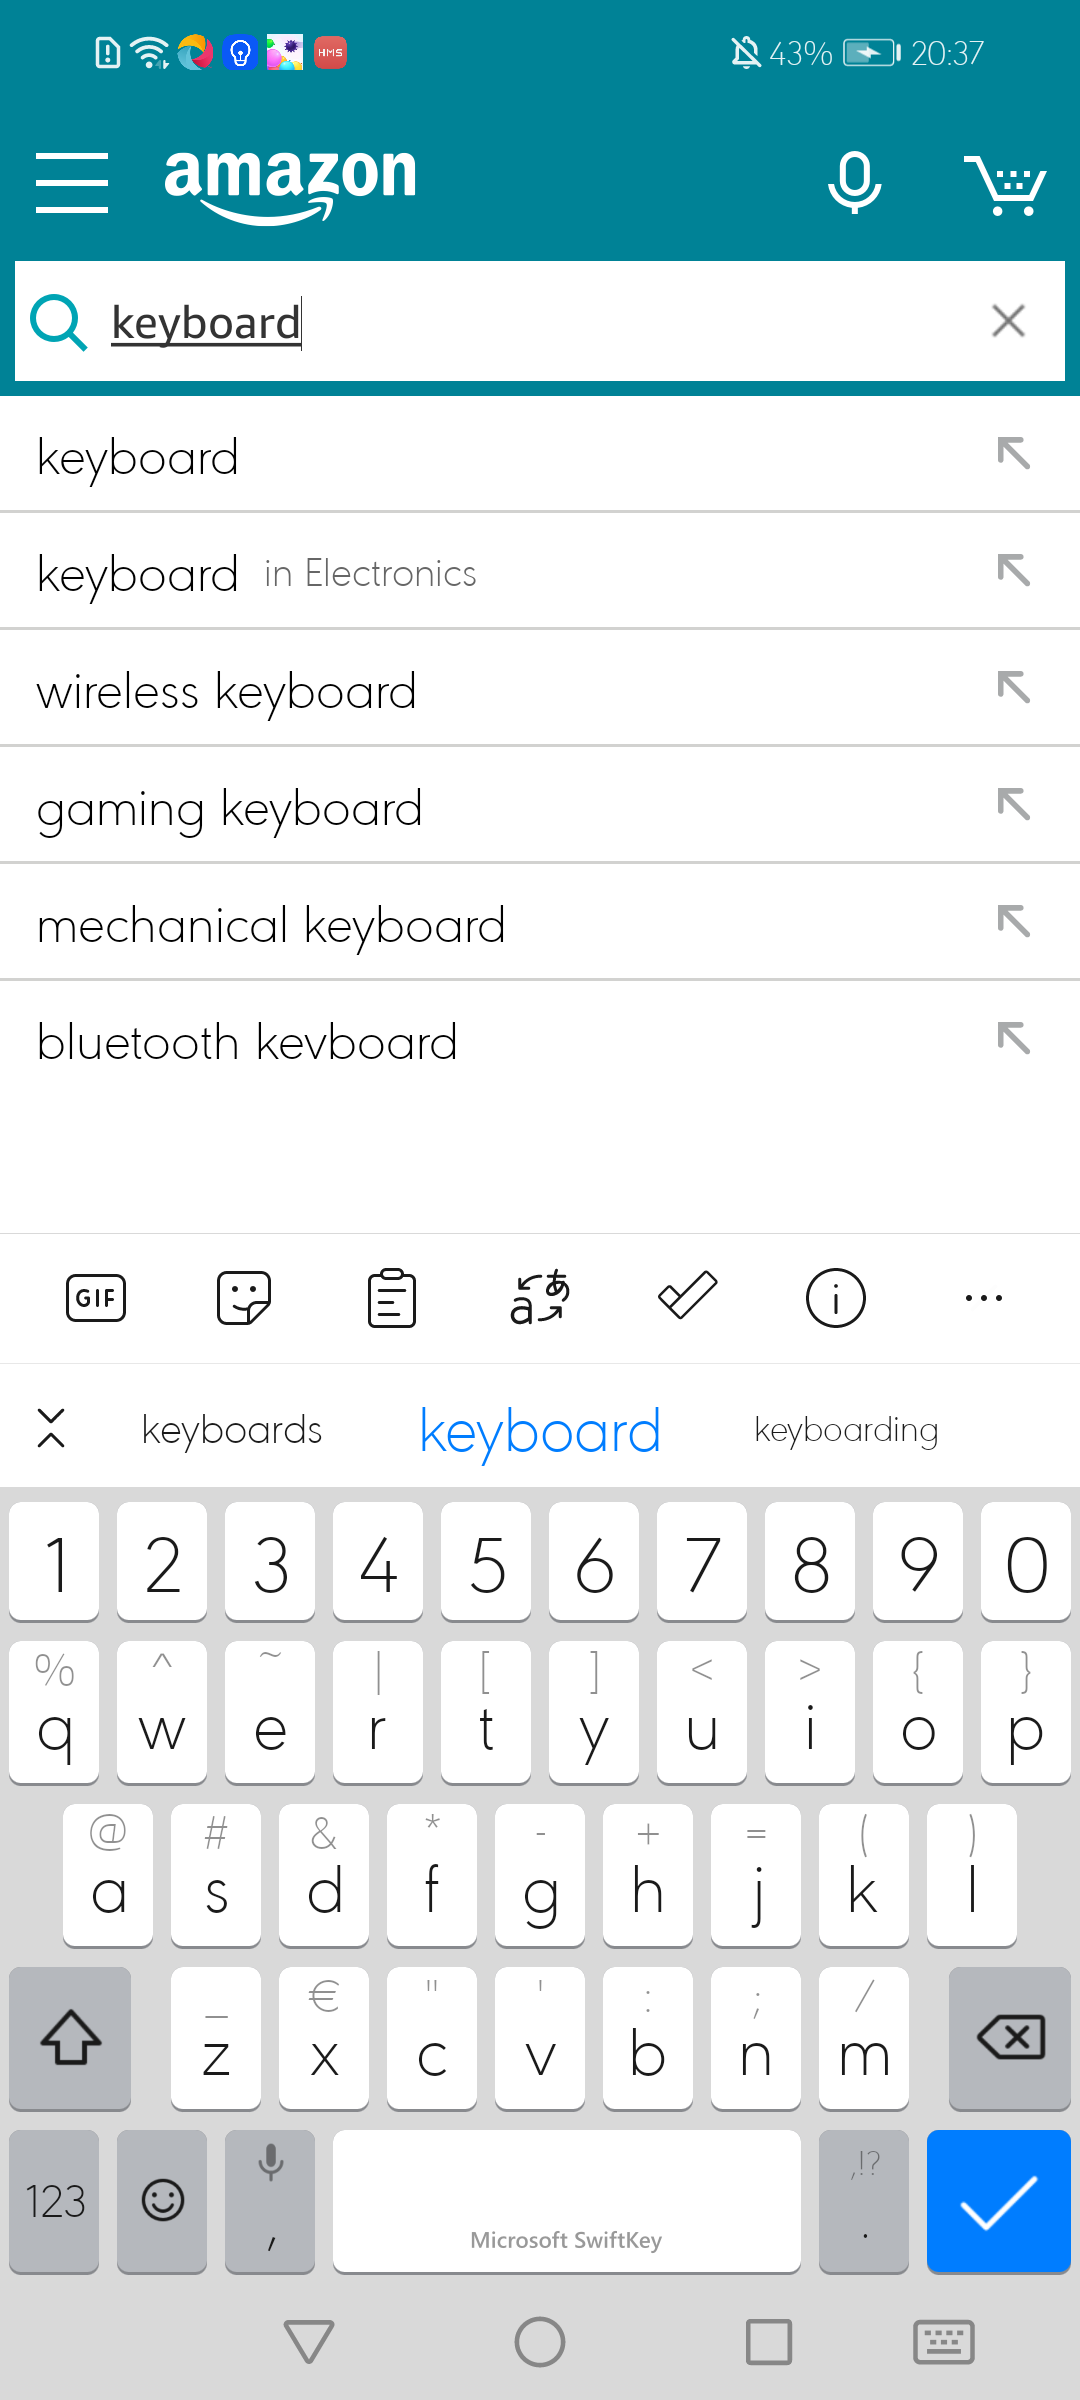 HMS 43% 20:37
amazon
keyboard
keyboard
keyboard in Electronics
wireless keyboard
gaming keyboard
mechanical keyboard
bluetooth keyboard
GIF a あ
keyboards keyboard keyboarding
1 2 3 4 5 6 7 8 9 0
% ^ ~ | [ ] < > { }
q w e r t y u i o p
@ # & * - + = ( )
a s d f g h j k l
_ € " ' : ; /
z x c v b n m
123 , Microsoft SwiftKey ,!? .